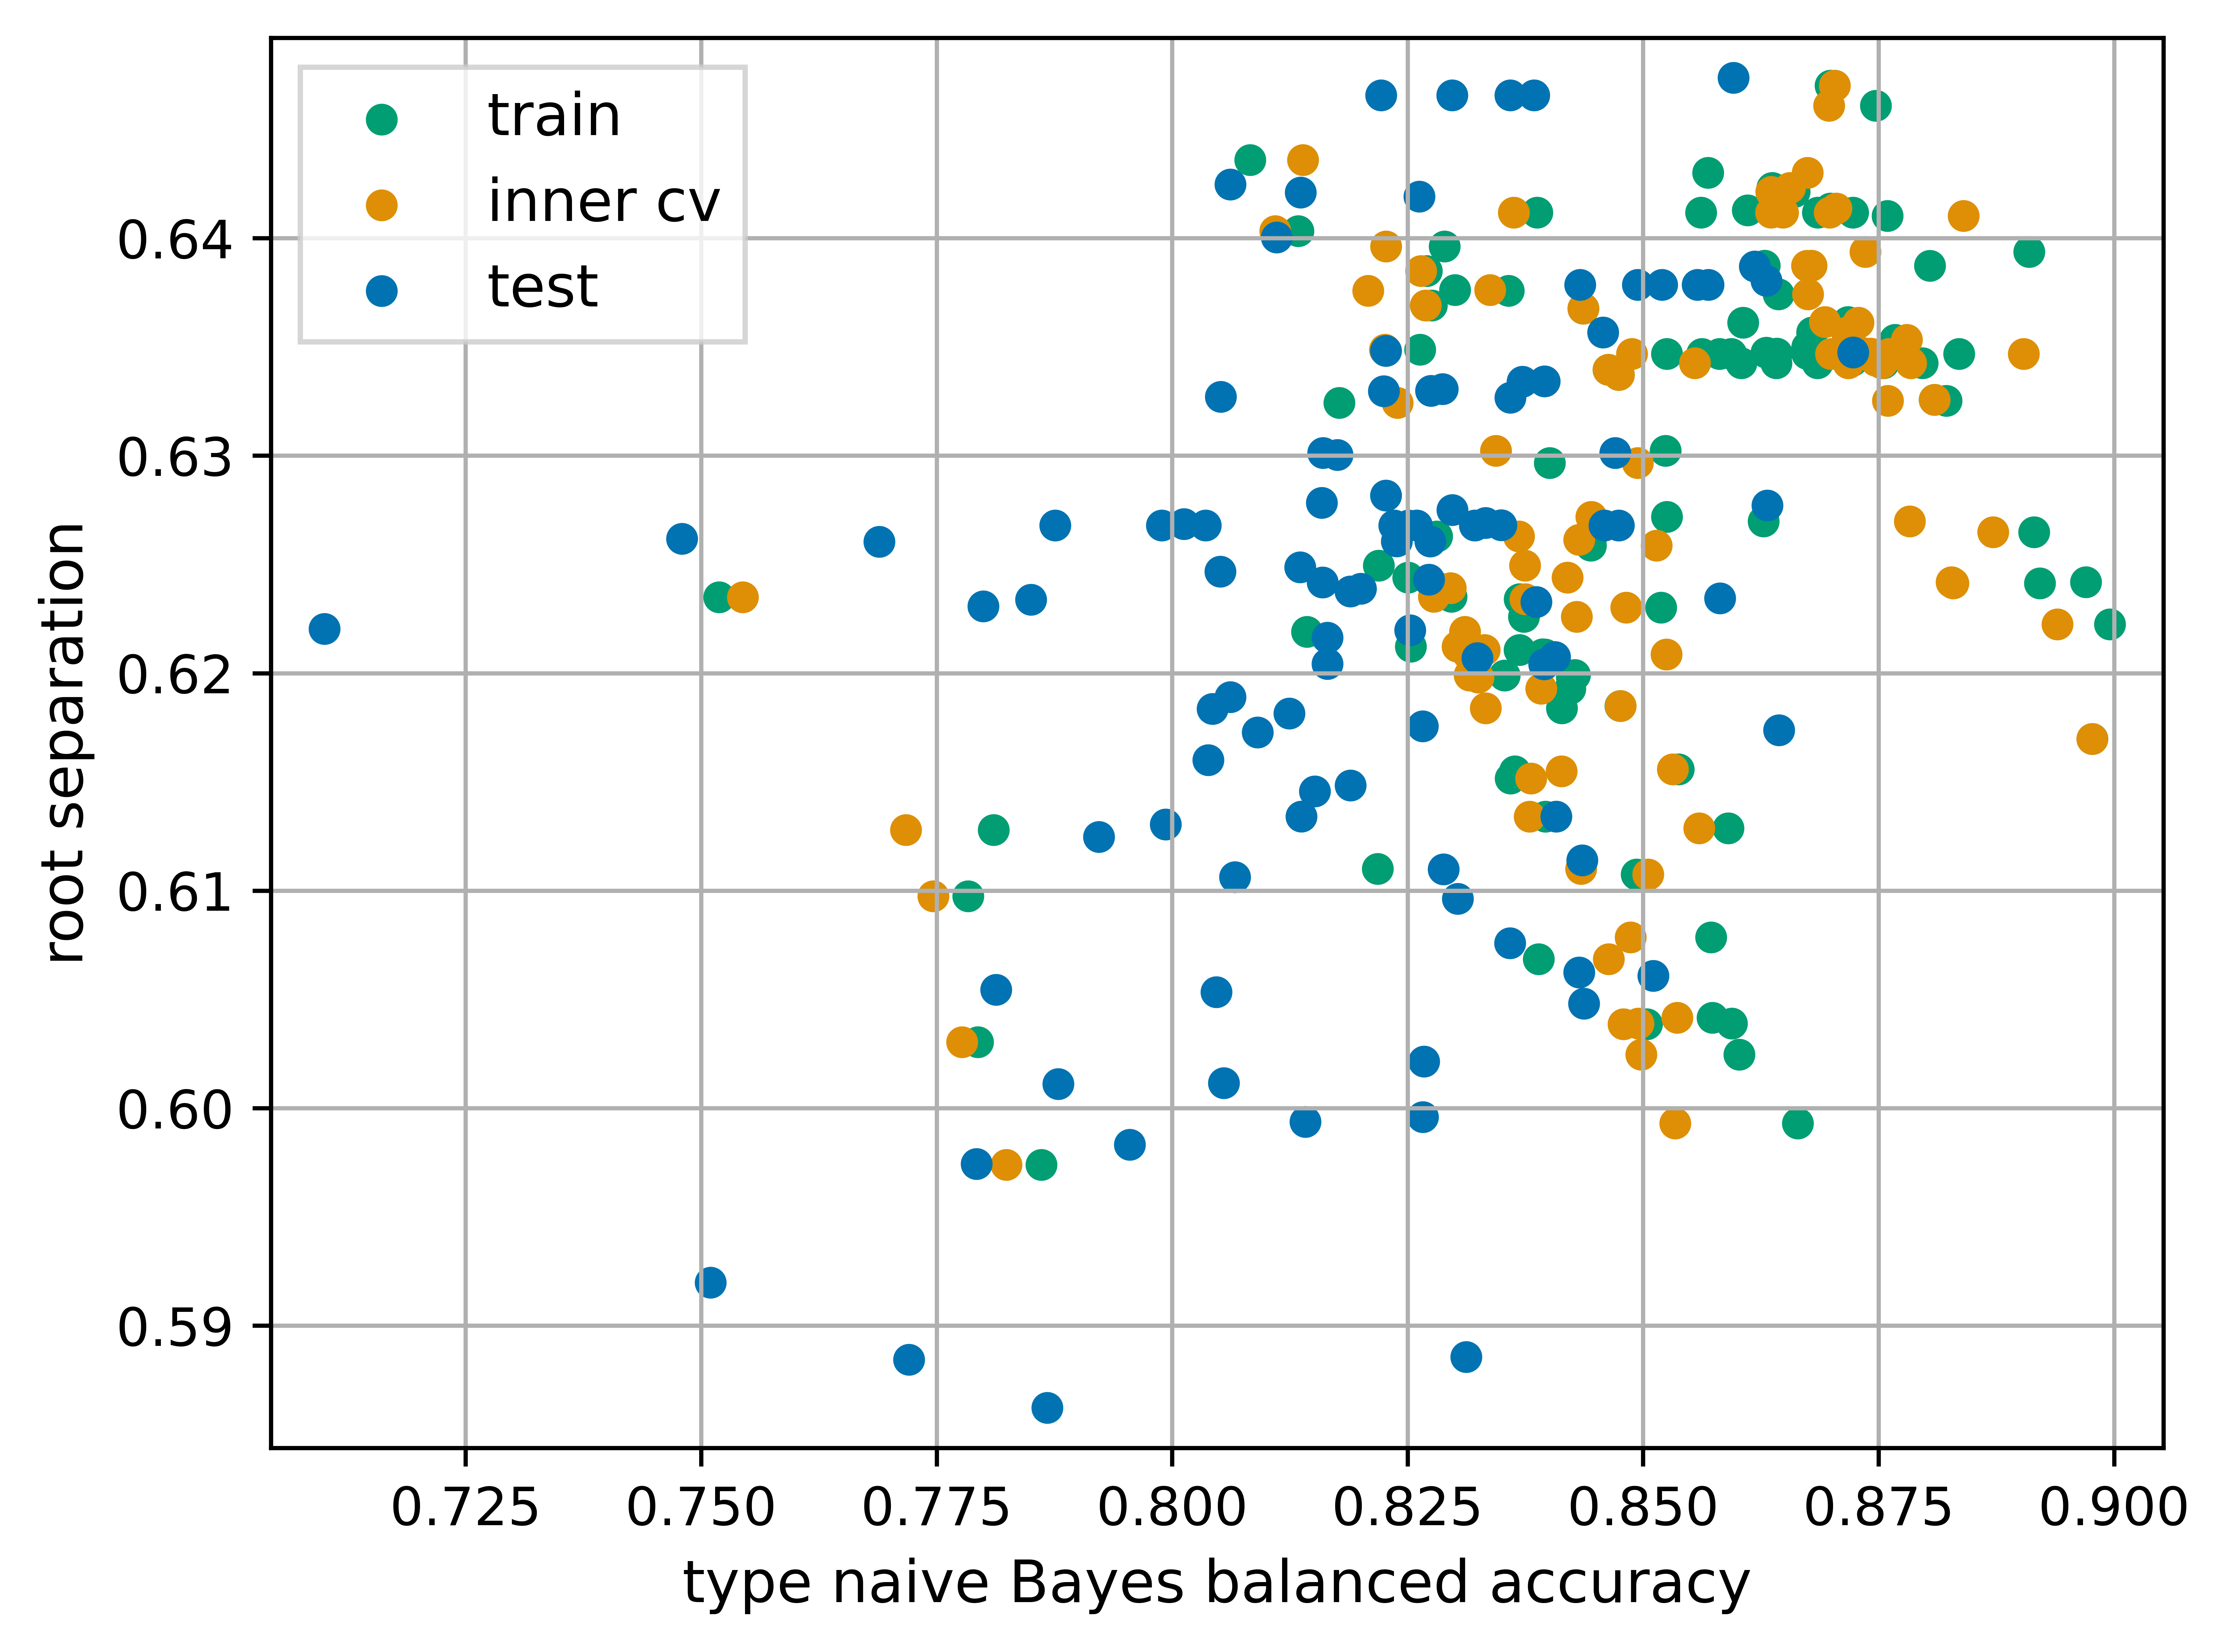 train
inner cv
test
0.64
0.63
0.62
0.61
0.60
0.59
root separation
0.725 0.750 0.775 0.800 0.825 0.850 0.875 0.900
type naive Bayes balanced accuracy